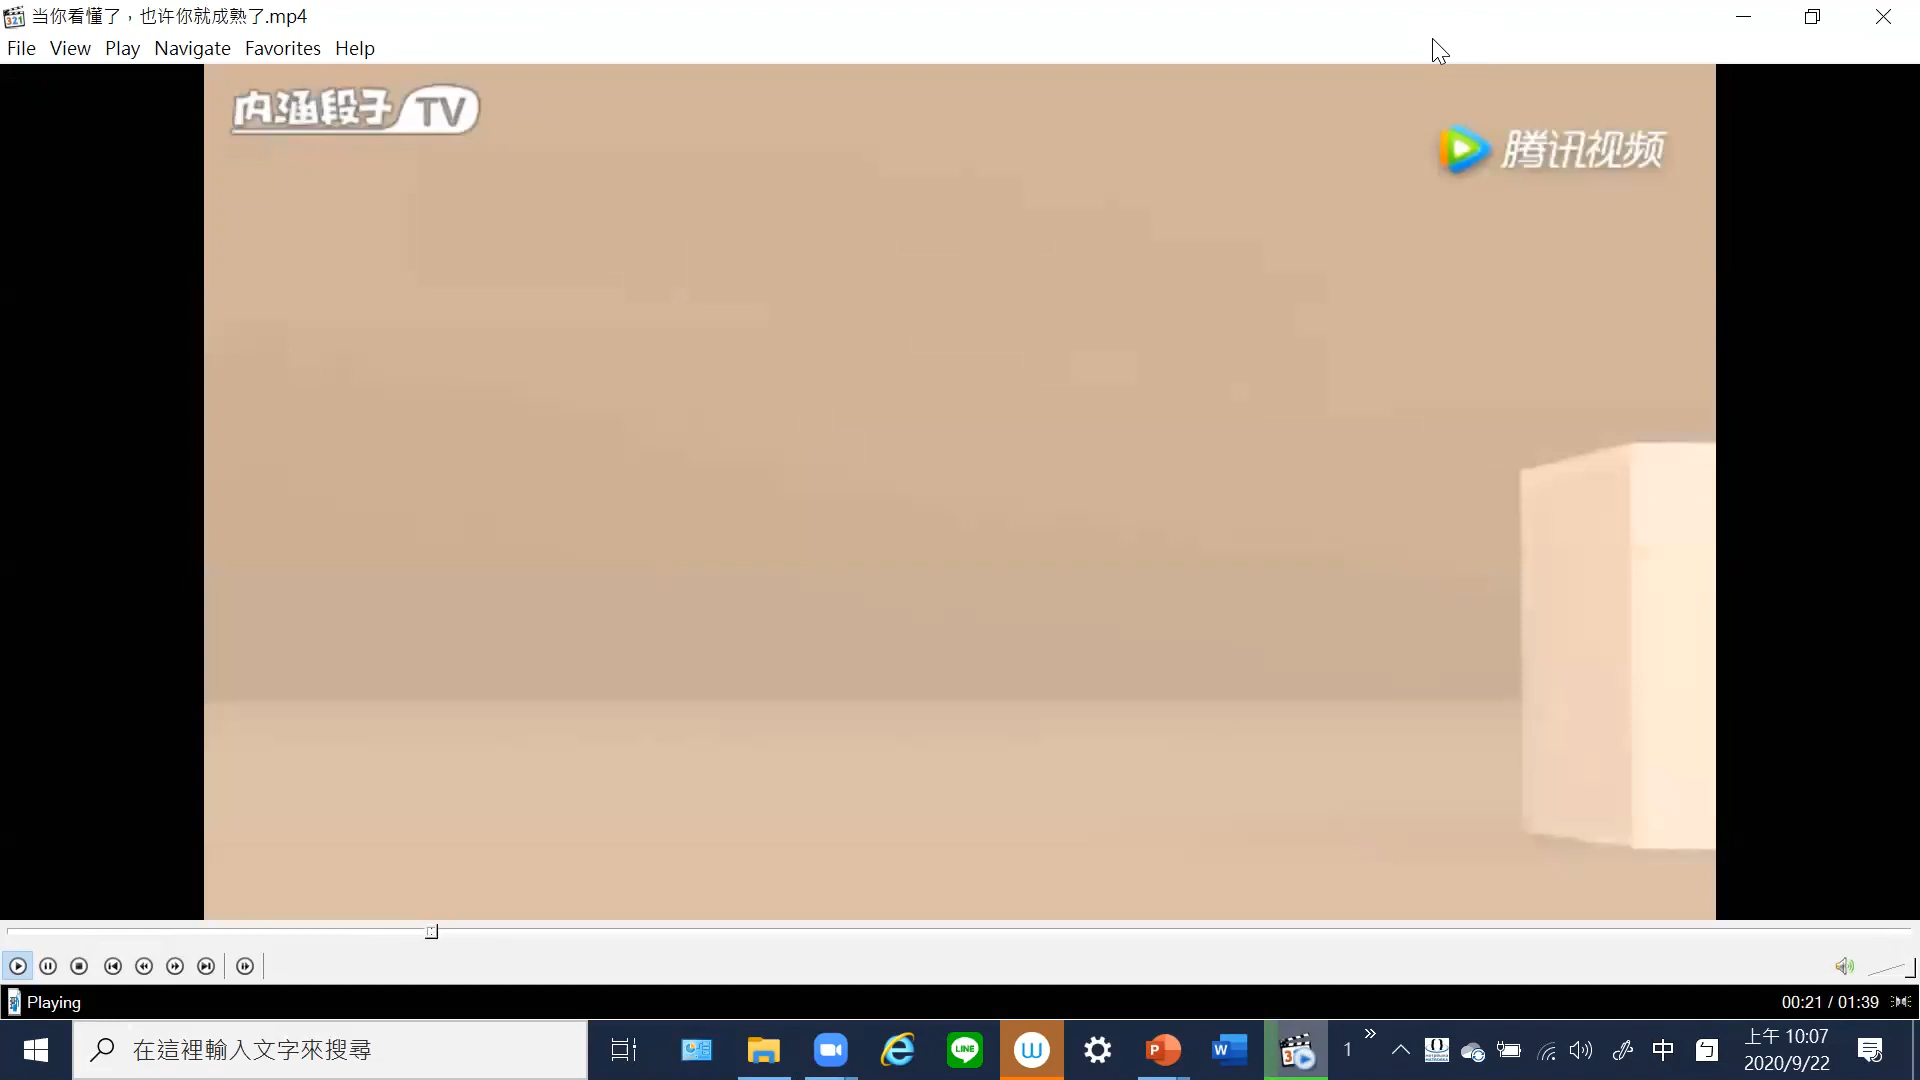 当你看懂了，也许你就成熟了.mp4
File View Play Navigate Favorites Help
内涵段子TV
腾讯视频
Playing
00:21 / 01:39
在這裡輸入文字來搜尋
LINE
1
中
上午 10:07
2020/9/22